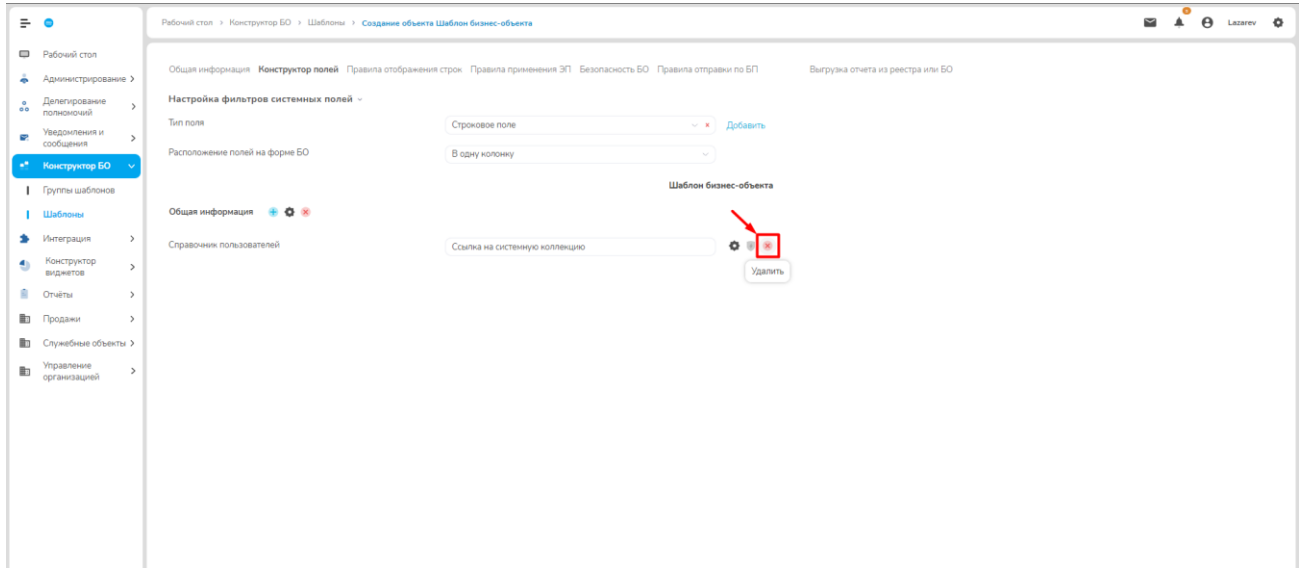 Рабочий стол > Конструктор БО > Шаблоны > Создание объекта Шаблон бизнес-объекта
Lazarev
Рабочий стол
Администрирование
Делегирование
полномочий
Уведомления и
сообщения
Конструктор БО
Группы шаблонов
Шаблоны
Интеграция
Конструктор
виджетов
Отчёты
Продажи
Служебные объекты
Управление
организацией
Общая информация Конструктор полей Правила отображения строк Правила применения ЭП Безопасность БО Правила отправки по БП Выгрузка отчета из реестра или БО
Настройка фильтров системных полей
Тип поля Строковое поле Добавить
Расположение полей на форме БО В одну колонку
Шаблон бизнес-объекта
Общая информация
Справочник пользователей Ссылка на системную коллекцию
Удалить